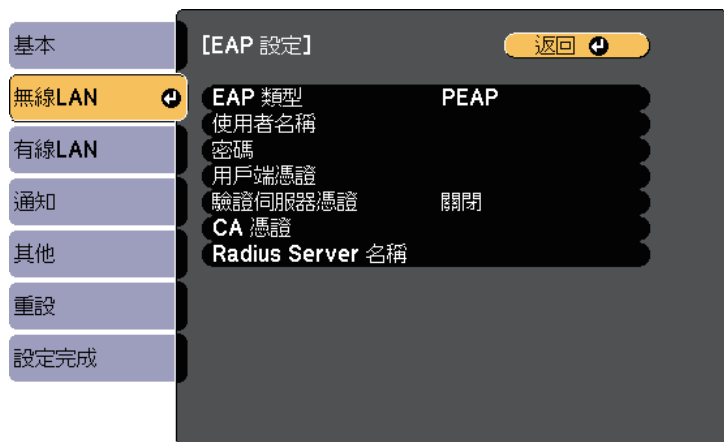 基本
無線LAN
有線LAN
通知
其他
重設
設定完成
[EAP 設定]
返回
EAP 類型 PEAP
使用者名稱
密碼
用戶端憑證
驗證伺服器憑證 關閉
CA 憑證
Radius Server 名稱